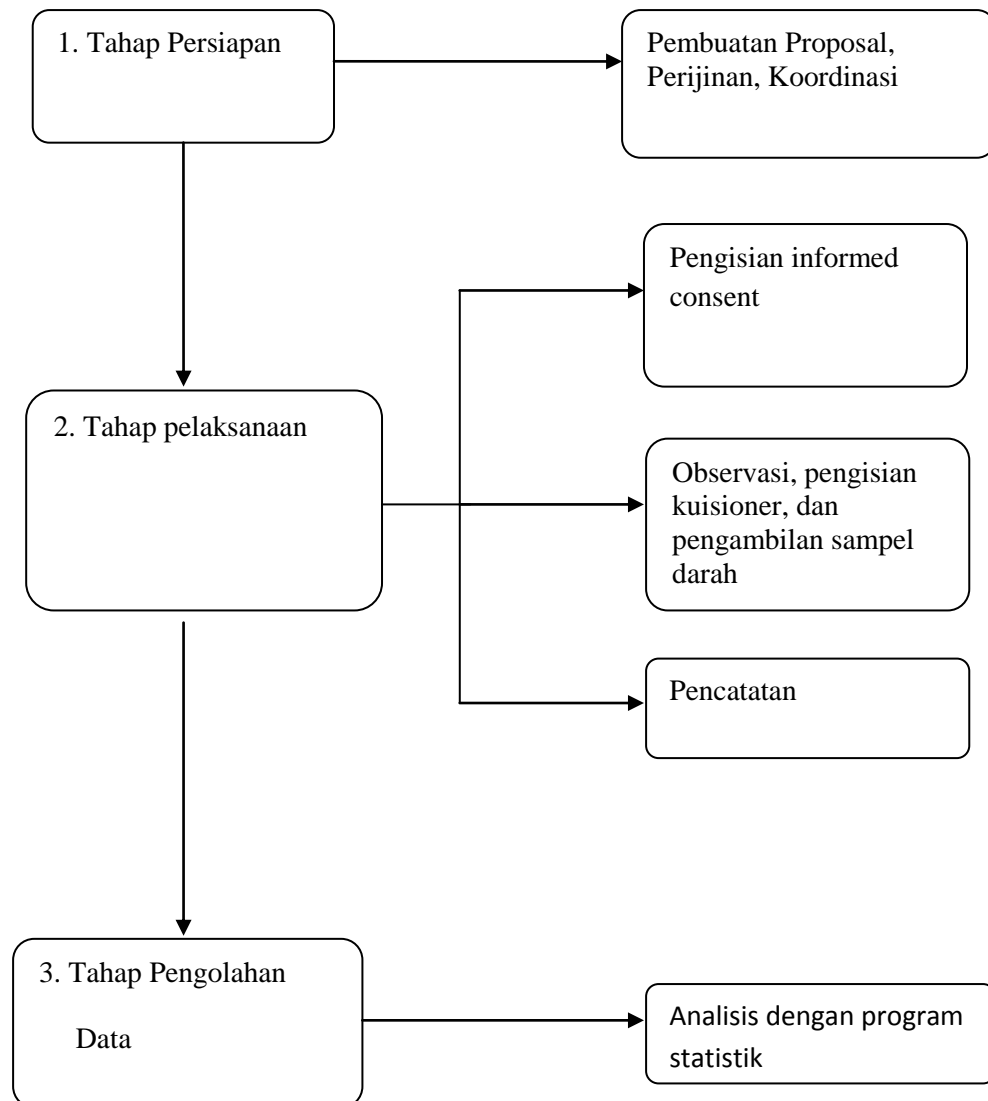 1. Tahap Persiapan
Pembuatan Proposal,
Perijinan, Koordinasi
Pengisian informed
consent
2. Tahap pelaksanaan
Observasi, pengisian
kuisioner, dan
pengambilan sampel
darah
Pencatatan
3. Tahap Pengolahan
Data
Analisis dengan program
statistik